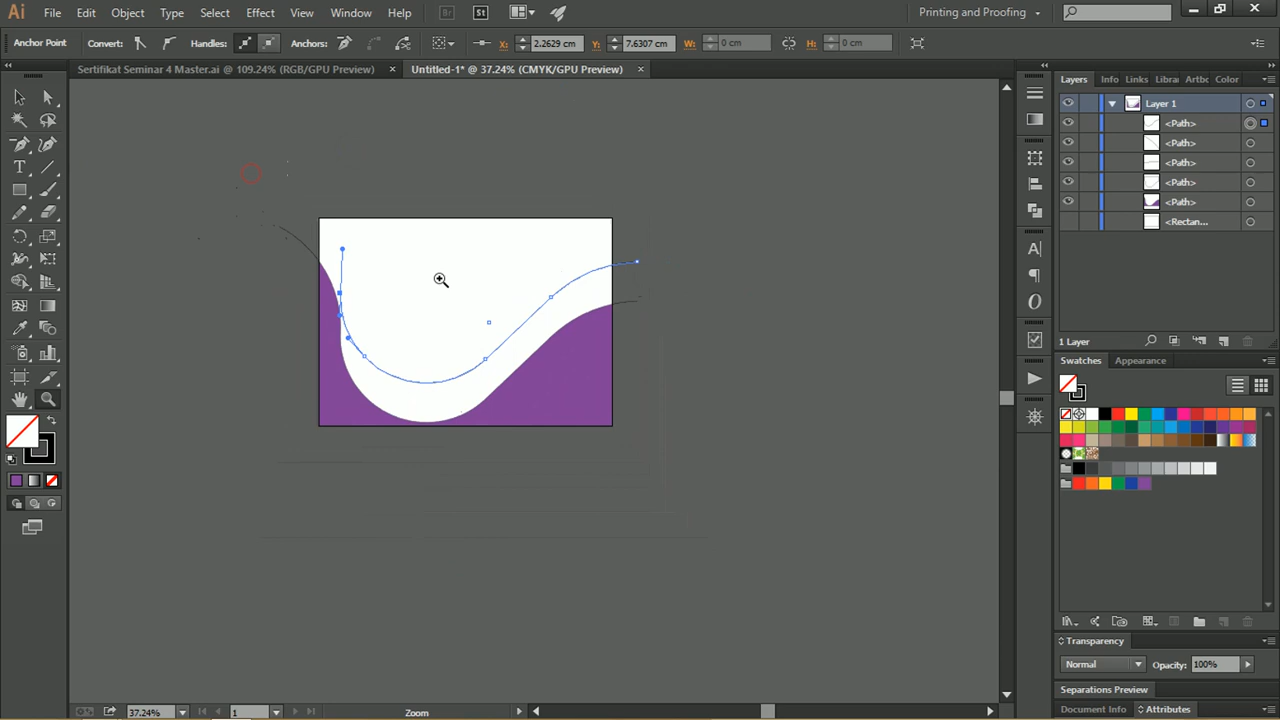 Ai File Edit Object Type Select Effect View Window Help Br St Printing and Proofing
Anchor Point Convert: Handles: Anchors: X: 2.2629 cm Y: 7.6307 cm W: 0 cm H: 0 cm
Sertifikat Seminar 4 Master.ai @ 109.24% (RGB/GPU Preview) × Untitled-1* @ 37.24% (CMYK/GPU Preview) ×
Layers Info Links Librar Artbc Color
Layer 1
<Path>
<Path>
<Path>
<Path>
<Path>
<Rectan...
1 Layer
Swatches Appearance
Transparency
Normal Opacity: 100%
Separations Preview
Document Info Attributes
37.24% 1 Zoom